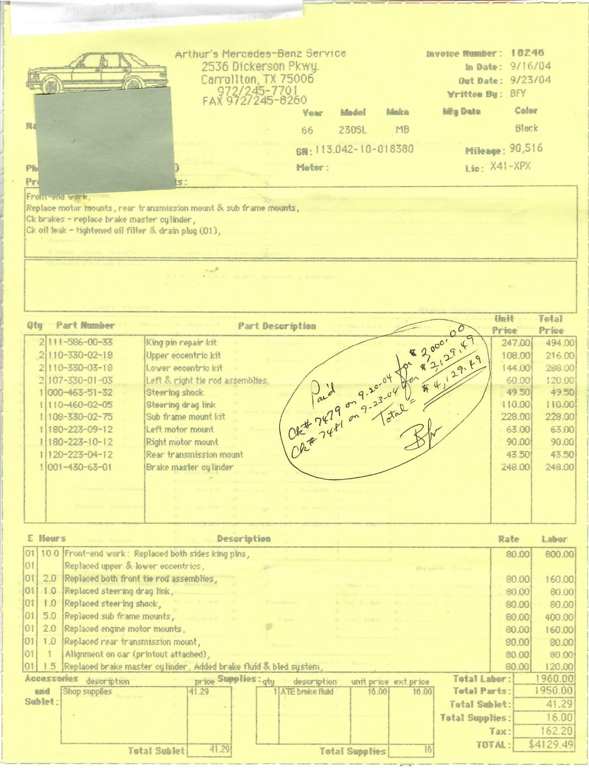 Arthur's Mercedes-Benz Service
2536 Dickerson Pkwy.
Carrollton, TX 75006
972/245-7701
FAX 972/245-8260
Invoice Number: 18246
In Date: 9/16/04
Out Date: 9/23/04
Written By: BFY
Year Model Make Mfg Date Color
66 230SL MB Black
SN: 113.042-10-018380 Mileage: 90,516
Motor: Lic: X41-XPX
Front-end work,
Replace motor mounts, rear transmission mount & sub frame mounts,
Ck brakes - replace brake master cylinder,
Ck oil leak - tightened oil filter & drain plug (01),
Qty Part Number Part Description Unit Price Total Price
2 111-586-00-33 King pin repair kit 247.00 494.00
2 110-330-02-18 Upper eccentric kit 108.00 216.00
2 110-330-03-18 Lower eccentric kit 144.00 288.00
2 107-330-01-03 Left & right tie rod assemblies, 60.00 120.00
1 000-463-51-32 Steering shock 49.50 49.50
1 110-460-02-05 Steering drag link 110.00 110.00
1 108-330-02-75 Sub frame mount kit 228.00 228.00
1 180-223-09-12 Left motor mount 63.00 63.00
1 180-223-10-12 Right motor mount 90.00 90.00
1 120-223-04-12 Rear transmission mount 43.50 43.50
1 001-430-63-01 Brake master cylinder 248.00 248.00
Paid
Ck# 7479 on 9-20-04 for $2,000.00
Ck# 7481 on 9-23-04 for $2,129.49
Total = $4,129.49
E Hours Description Rate Labor
01 10.0 Front-end work: Replaced both sides king pins, 80.00 800.00
01 Replaced upper & lower eccentrics,
01 2.0 Replaced both front tie rod assemblies, 80.00 160.00
01 1.0 Replaced steering drag link, 80.00 80.00
01 1.0 Replaced steering shock, 80.00 80.00
01 5.0 Replaced sub frame mounts, 80.00 400.00
01 2.0 Replaced engine motor mounts, 80.00 160.00
01 1.0 Replaced rear transmission mount, 80.00 80.00
01 1 Alignment on car (printout attached), 80.00 80.00
01 1.5 Replaced brake master cylinder, Added brake fluid & bled system, 80.00 120.00
Accessories and Sublet: description price Supplies: qty description unit price ext price
Shop supplies 41.29 1 ATE brake fluid 16.00 16.00
Total Sublet 41.29 Total Supplies 16
Total Labor: 1960.00
Total Parts: 1950.00
Total Sublet: 41.29
Total Supplies: 16.00
Tax: 162.20
TOTAL: $4129.49